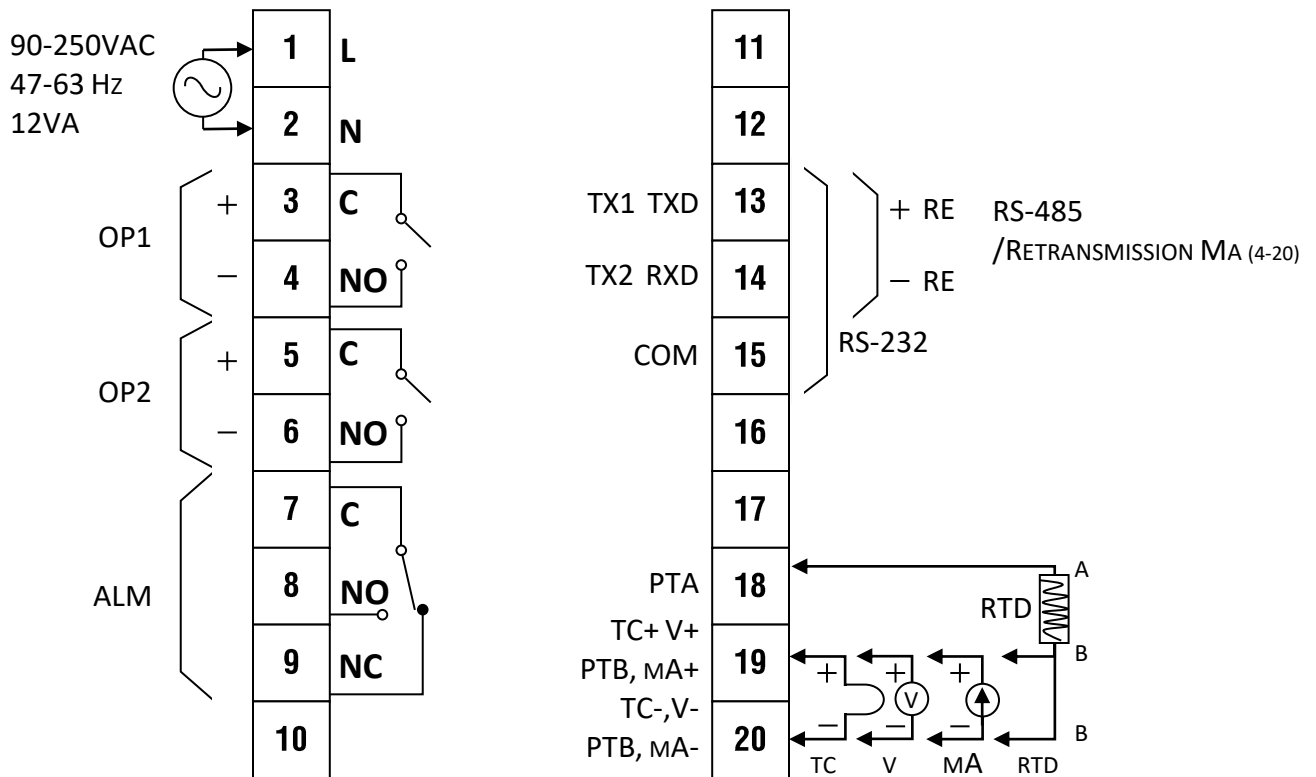 90-250VAC
47-63 Hz
12VA
1 L
2 N
OP1
+ 3 C
− 4 NO
OP2
+ 5 C
− 6 NO
ALM
7 C
8 NO
9 NC
10
11
12
TX1 TXD 13 + RE
TX2 RXD 14 − RE
RS-485
/RETRANSMISSION MA (4-20)
COM 15 RS-232
16
17
PTA 18 A
RTD
TC+ V+
PTB, MA+ 19 + + + B
V
TC-,V-
PTB, MA- 20 − − − B
TC V MA RTD